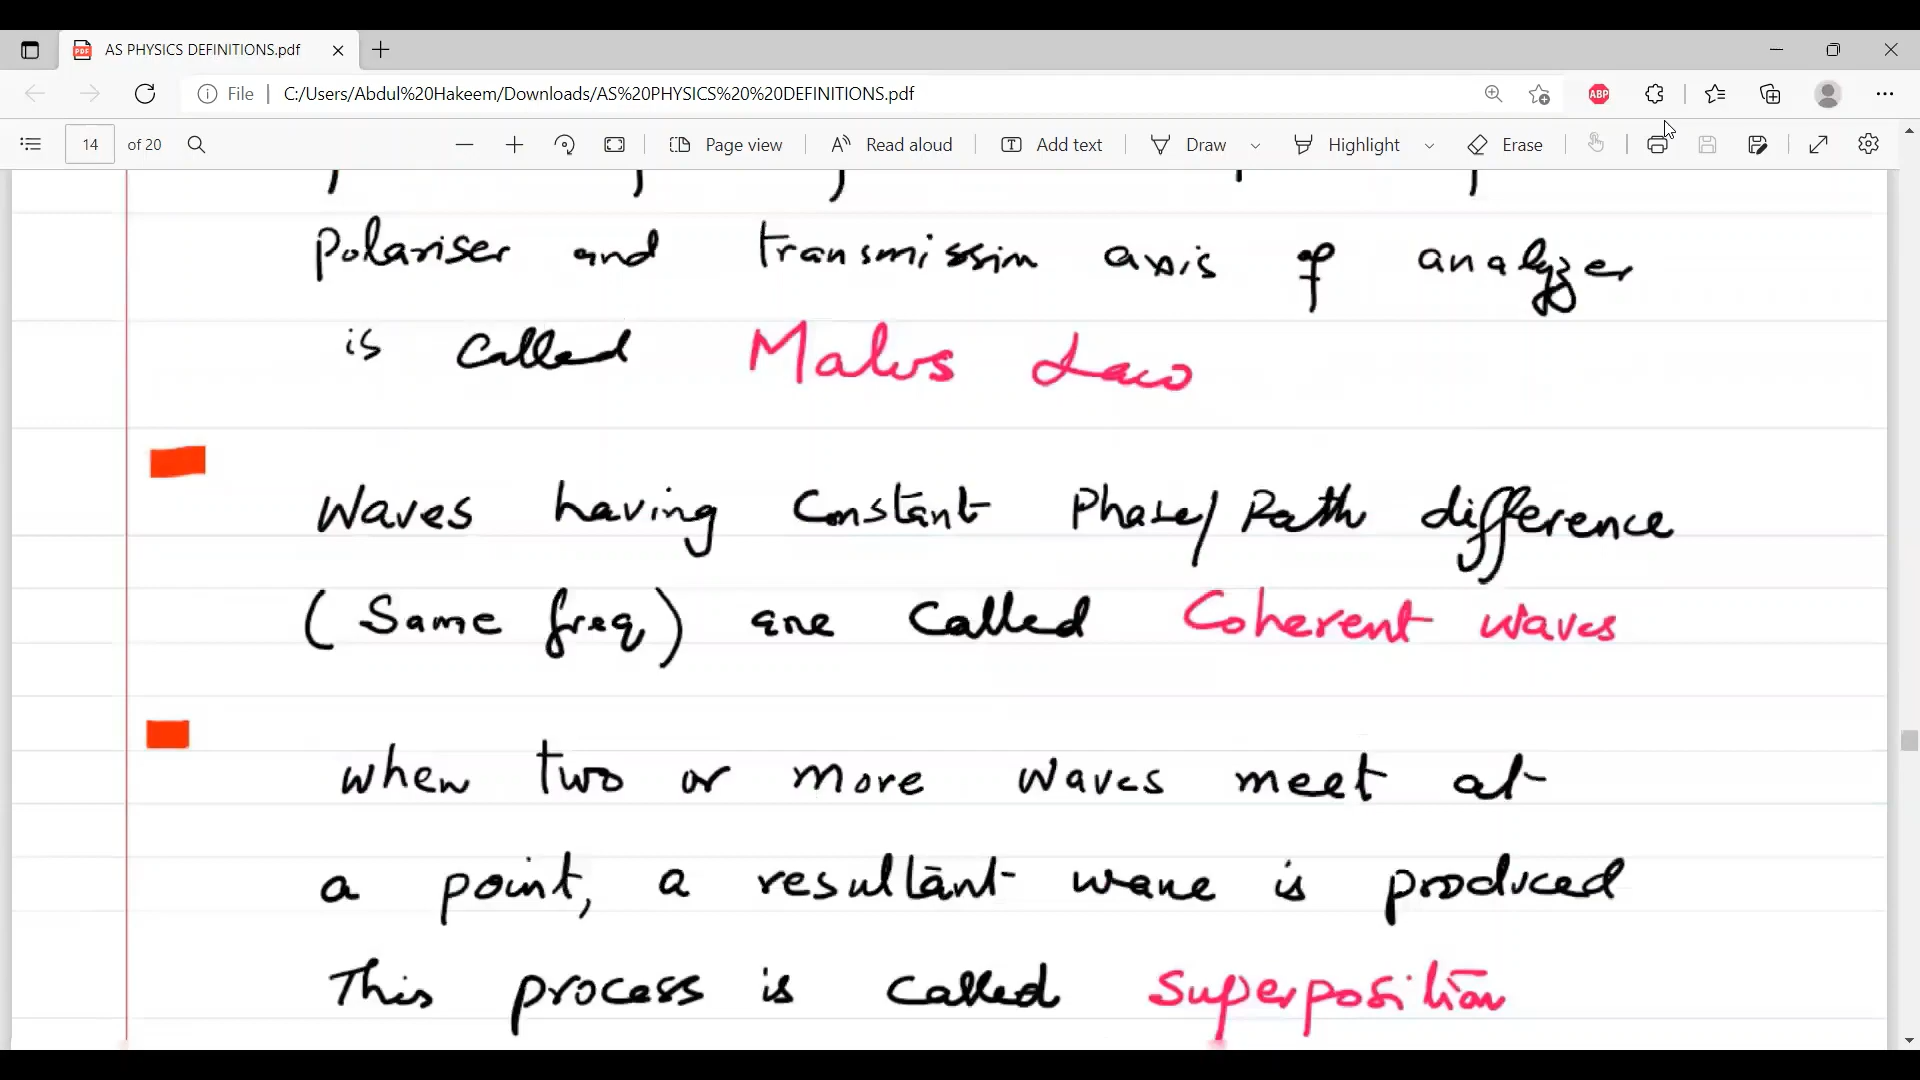 AS PHYSICS DEFINITIONS.pdf
File C:/Users/Abdul%20Hakeem/Downloads/AS%20PHYSICS%20%20DEFINITIONS.pdf ABP
14 of 20 Page view Read aloud Add text Draw Highlight Erase
polariser and transmission axis of analyzer
is called Malus Law
Waves having Constant Phase/Path difference
(Same freq) are called Coherent waves
when two or more waves meet at
a point, a resultant wave is produced
This process is called Superposition